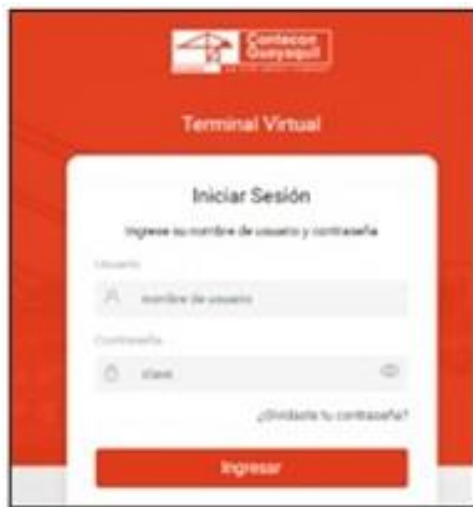 Contecon
Guayaquil
Terminal Virtual
Iniciar Sesión
Ingrese su nombre de usuario y contraseña
Usuario
nombre de usuario
Contraseña
clave
¿Olvidaste tu contraseña?
Ingresar